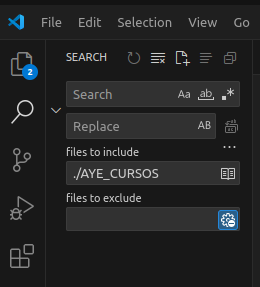 File Edit Selection View Go
SEARCH
2
Search Aa ab .*
Replace AB
files to include
./AYE_CURSOS
files to exclude